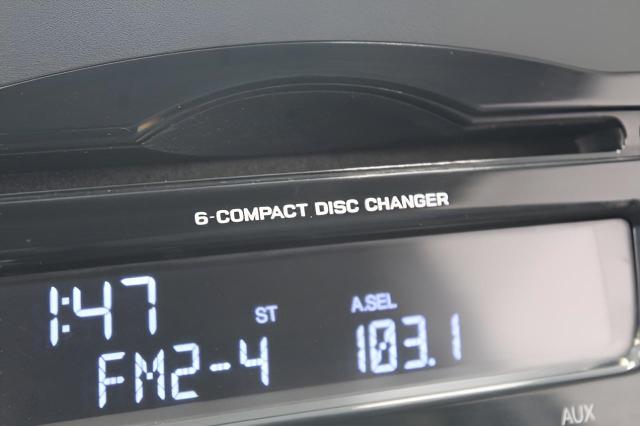 6-COMPACT DISC CHANGER
1:47 ST A.SEL
FM2-4 103.1
AUX